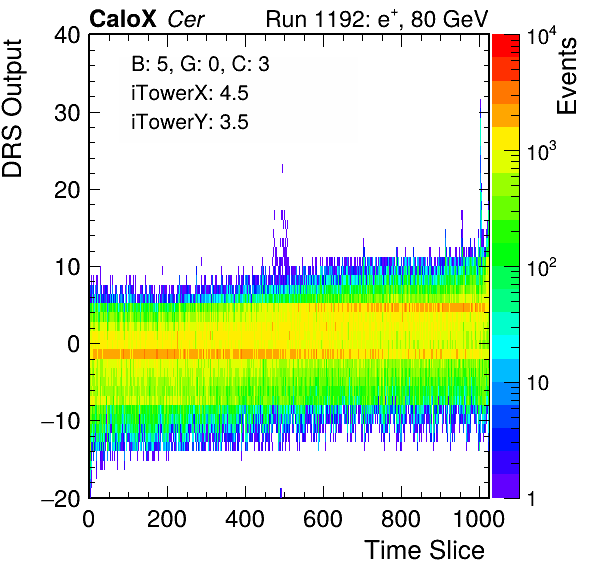 CaloX Cer Run 1192: e+, 80 GeV
B: 5, G: 0, C: 3
iTowerX: 4.5
iTowerY: 3.5
DRS Output
40
30
20
10
0
−10
−20
0 200 400 600 800 1000
Time Slice
Events
10^4
10^3
10^2
10
1